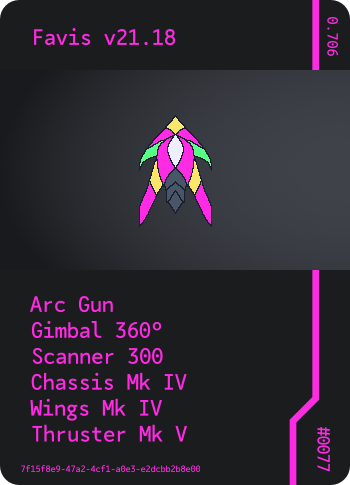 Favis v21.18
0.706
Arc Gun
Gimbal 360°
Scanner 300
Chassis Mk IV
Wings Mk IV
Thruster Mk V
#0077
7f15f8e9-47a2-4cf1-a0e3-e2dcbb2b8e00